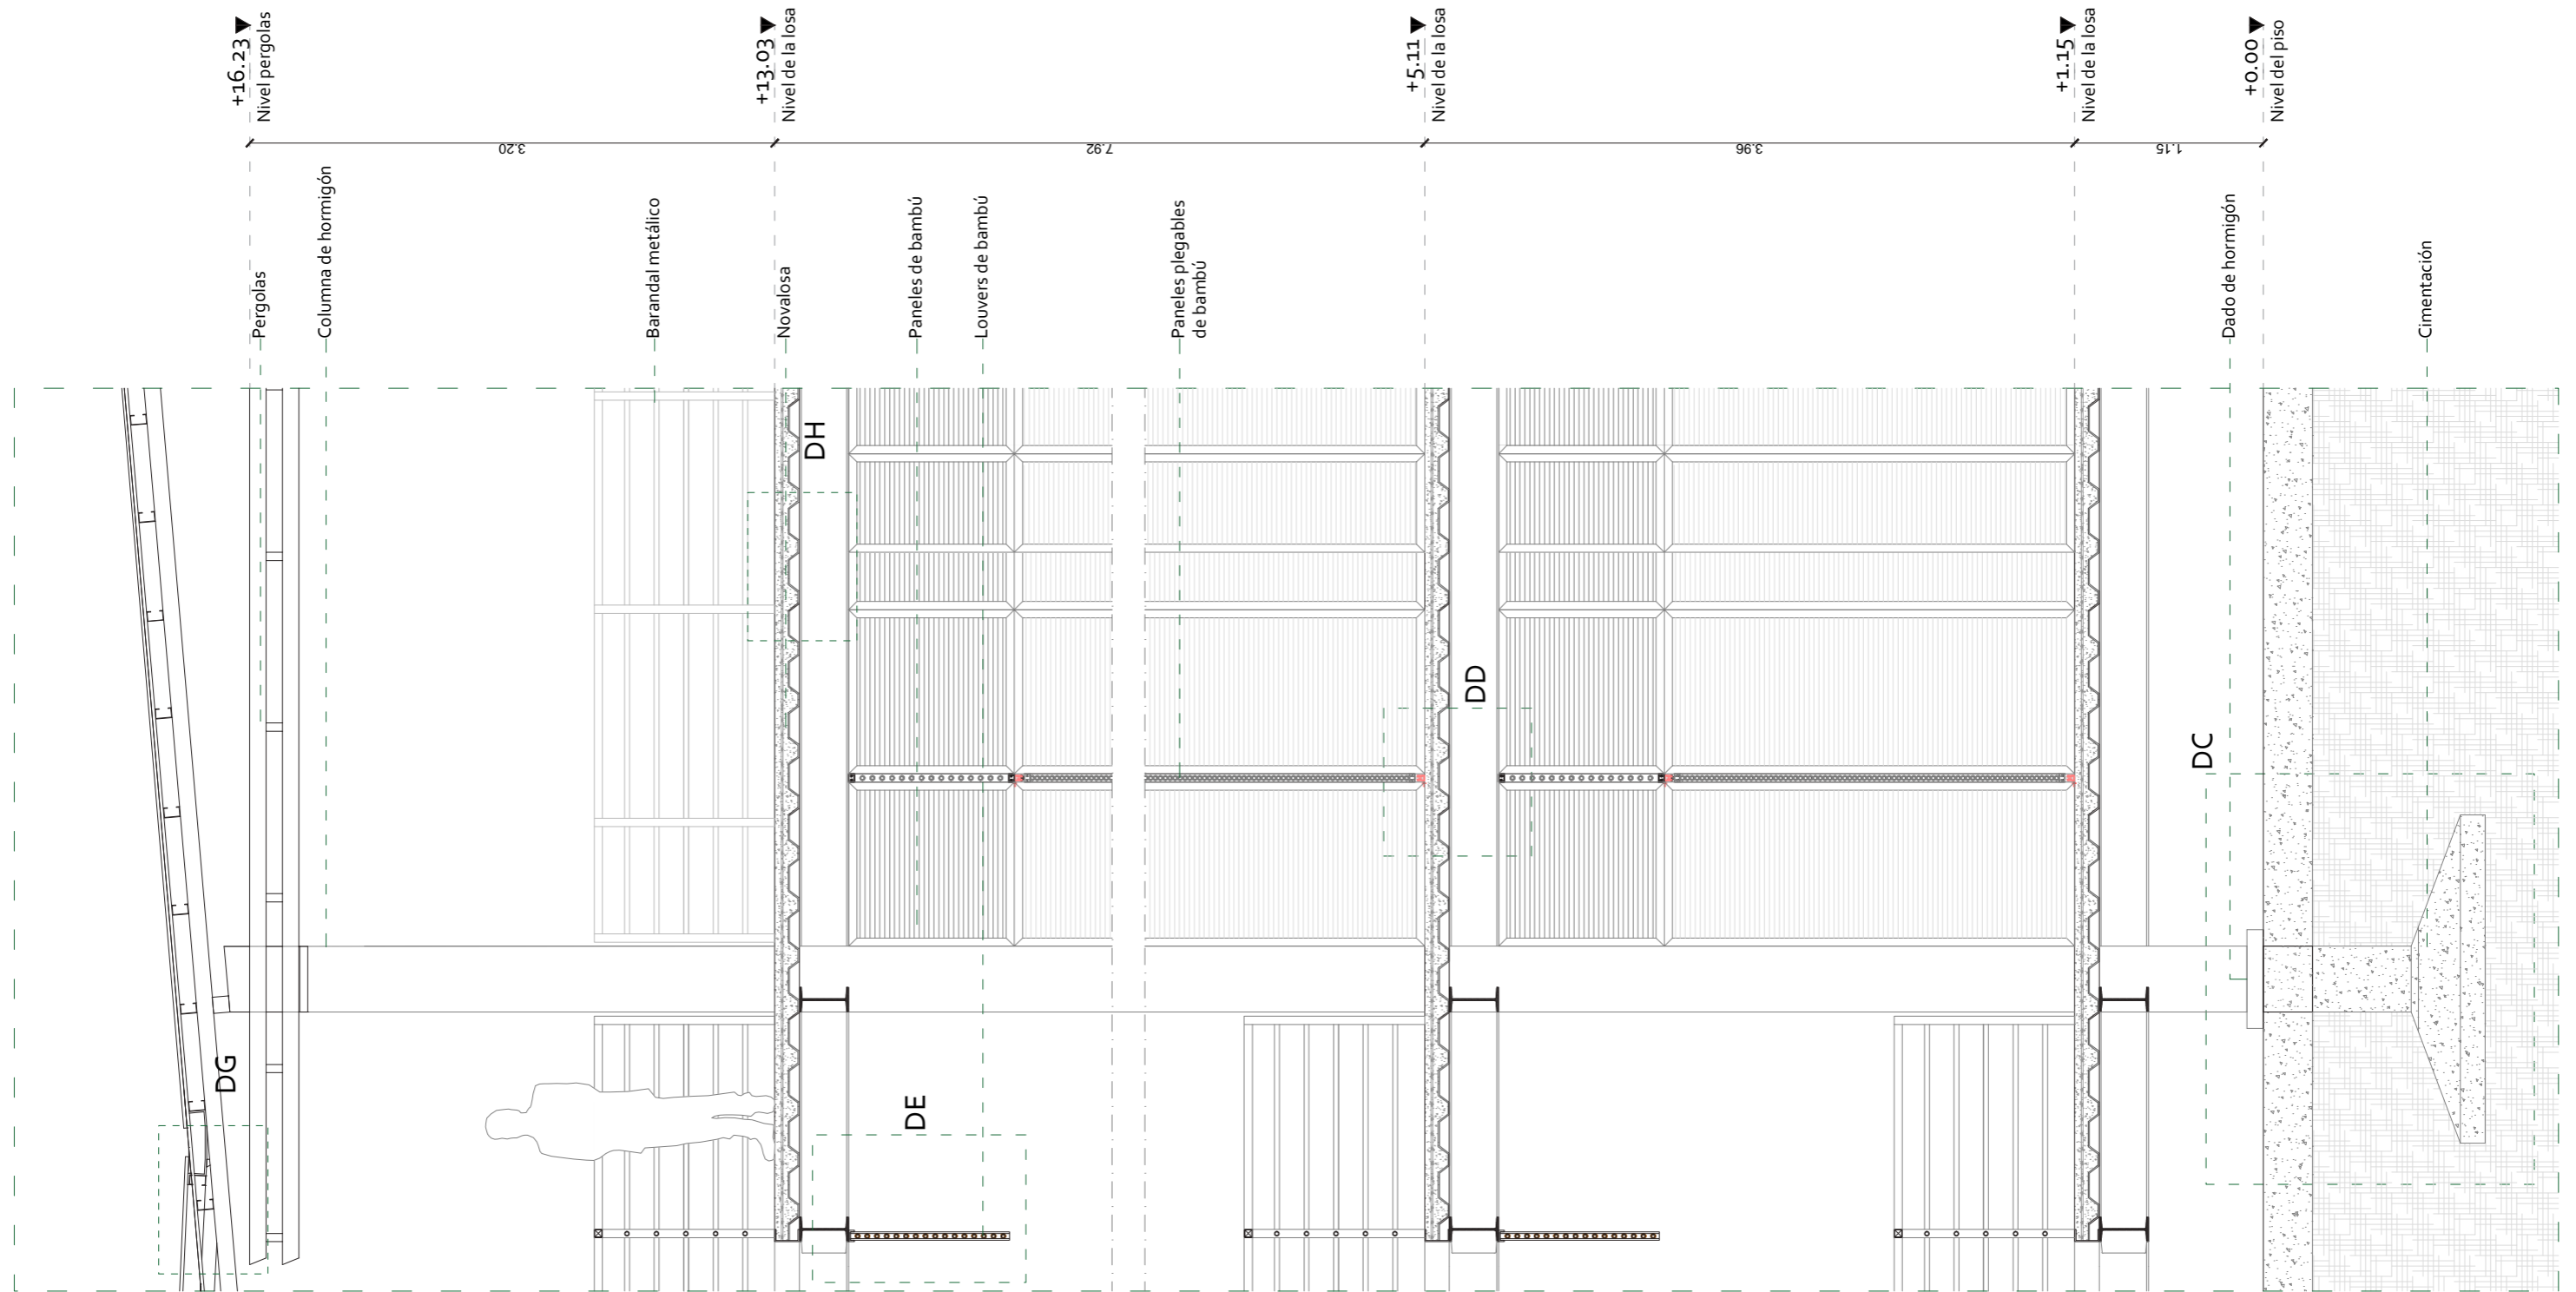 +16.23
Nivel pergolas
+13.03
Nivel de la losa
+5.11
Nivel de la losa
+1.15
Nivel de la losa
+0.00
Nivel del piso
3.20
7.92
3.96
1.15
Pergolas
Columna de hormigón
Barandal metálico
Novalosa
Paneles de bambú
Louvers de bambú
Paneles plegables
de bambú
Dado de hormigón
Cimentación
DH
DD
DC
DG
DE